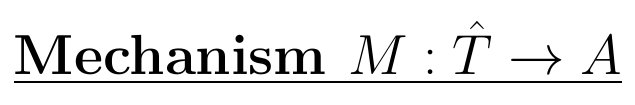 Mechanism M : T̂ → A